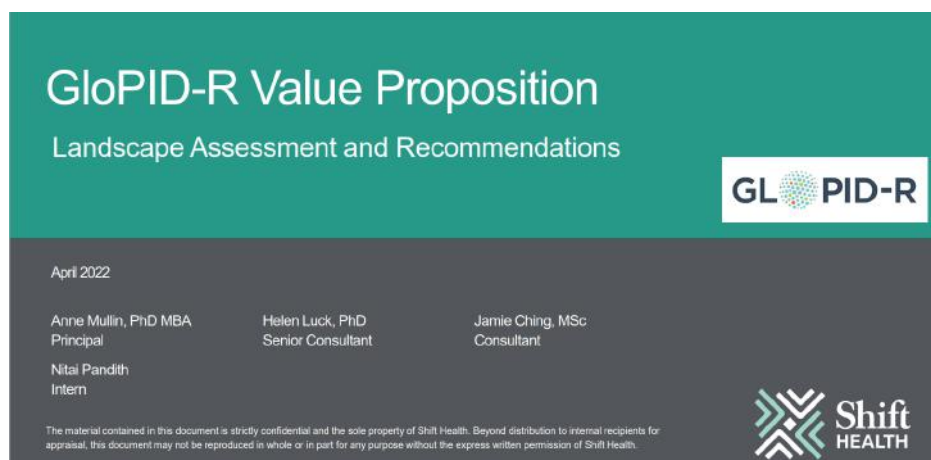 GloPID-R Value Proposition
Landscape Assessment and Recommendations
GL PID-R
April 2022
Anne Mullin, PhD MBA
Principal
Helen Luck, PhD
Senior Consultant
Jamie Ching, MSc
Consultant
Nitai Pandith
Intern
The material contained in this document is strictly confidential and the sole property of Shift Health. Beyond distribution to internal recipients for
appraisal, this document may not be reproduced in whole or in part for any purpose without the express written permission of Shift Health.
Shift
HEALTH